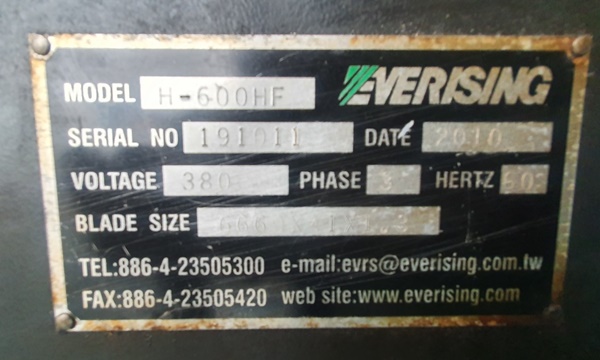 MODEL H-600HF EVERISING
SERIAL NO 191011 DATE 2010
VOLTAGE 380 PHASE 3 HERTZ 60
BLADE SIZE
TEL:886-4-23505300 e-mail:evrs@everising.com.tw
FAX:886-4-23505420 web site:www.everising.com